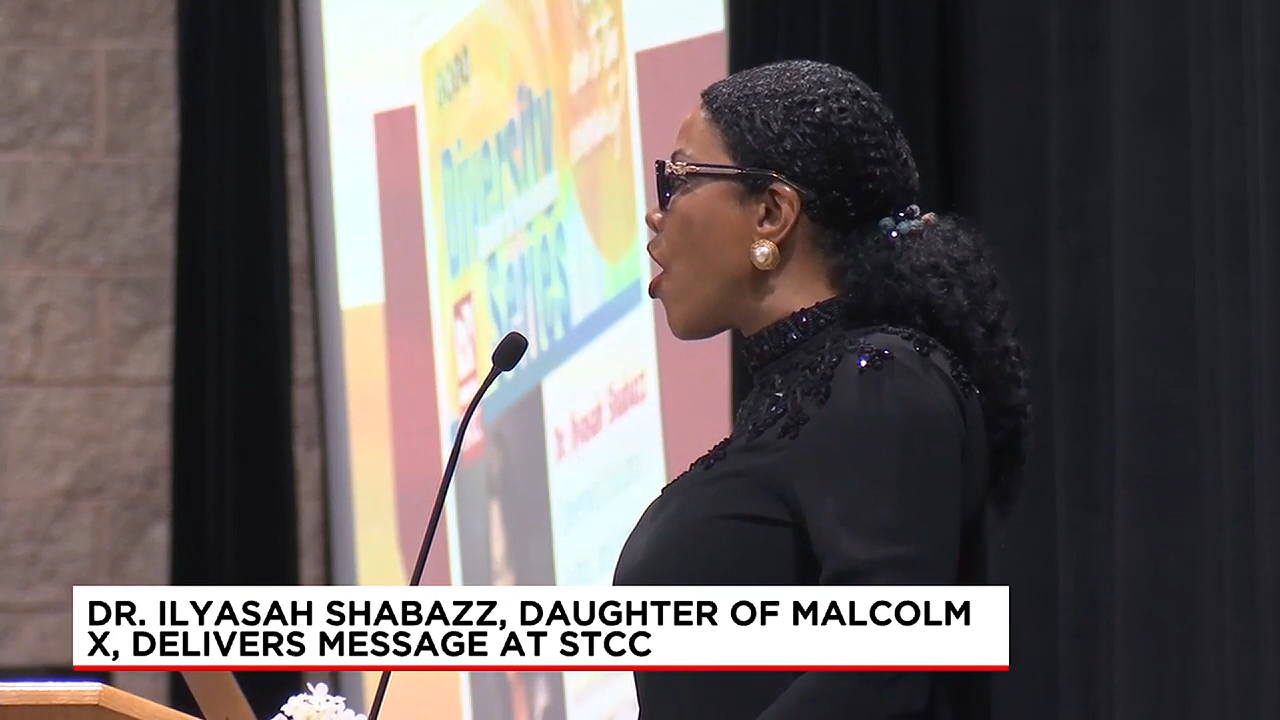 Diversity
Series
Dr. Ilyasah Shabazz
DR. ILYASAH SHABAZZ, DAUGHTER OF MALCOLM
X, DELIVERS MESSAGE AT STCC